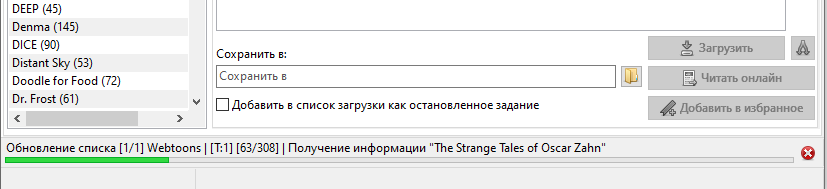 DEEP (45)
Denma (145)
DICE (90)
Distant Sky (53)
Doodle for Food (72)
Dr. Frost (61)
Сохранить в:
Сохранить в
Добавить в список загрузки как остановленное задание
Загрузить
Читать онлайн
Добавить в избранное
Обновление списка [1/1] Webtoons | [T:1] [63/308] | Получение информации "The Strange Tales of Oscar Zahn"